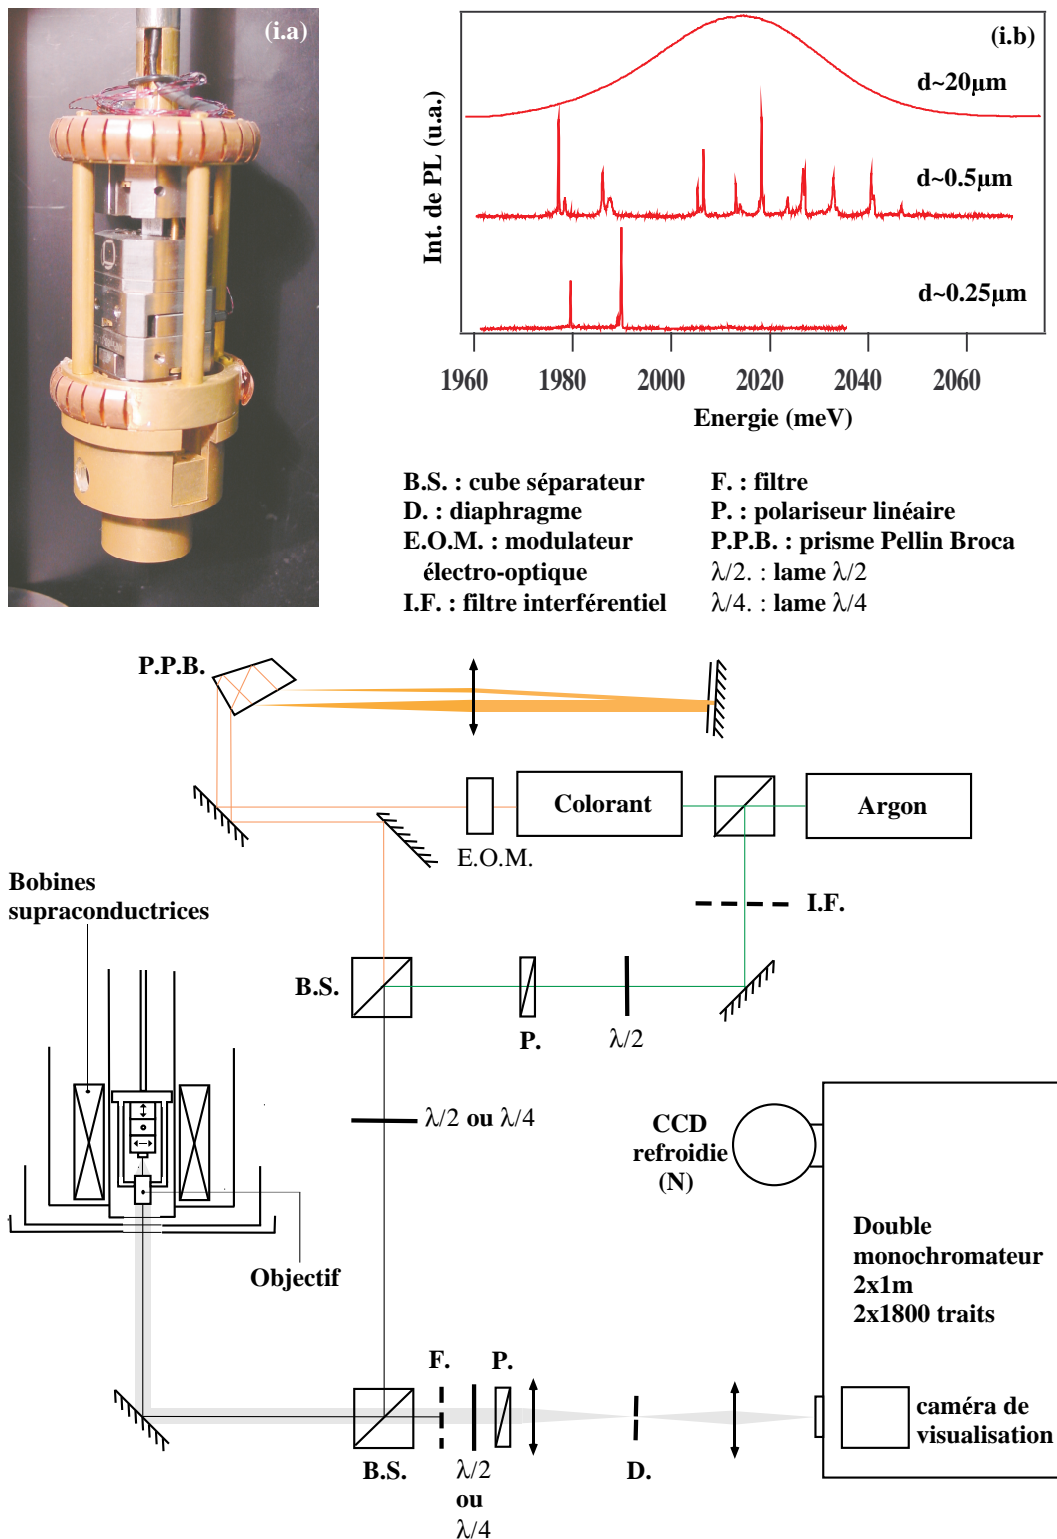 (i.a)
(i.b)
d~20µm
d~0.5µm
d~0.25µm
Int. de PL (u.a.)
1960 1980 2000 2020 2040 2060
Energie (meV)
B.S. : cube séparateur
D. : diaphragme
E.O.M. : modulateur
électro-optique
I.F. : filtre interférentiel
F. : filtre
P. : polariseur linéaire
P.P.B. : prisme Pellin Broca
λ/2. : lame λ/2
λ/4. : lame λ/4
P.P.B.
Colorant
Argon
E.O.M.
I.F.
Bobines
supraconductrices
B.S.
P.
λ/2
λ/2 ou λ/4
CCD
refroidie
(N)
Objectif
Double
monochromateur
2x1m
2x1800 traits
F.
P.
caméra de
visualisation
B.S.
λ/2
ou
λ/4
D.